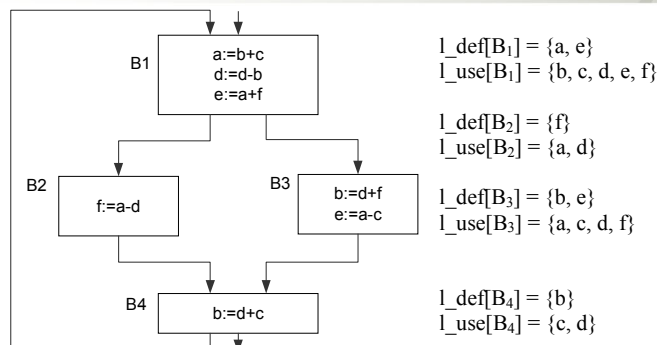 B1
a:=b+c
d:=d-b
e:=a+f
l_def[B₁] = {a, e}
l_use[B₁] = {b, c, d, e, f}
B2
f:=a-d
l_def[B₂] = {f}
l_use[B₂] = {a, d}
B3
b:=d+f
e:=a-c
l_def[B₃] = {b, e}
l_use[B₃] = {a, c, d, f}
B4
b:=d+c
l_def[B₄] = {b}
l_use[B₄] = {c, d}